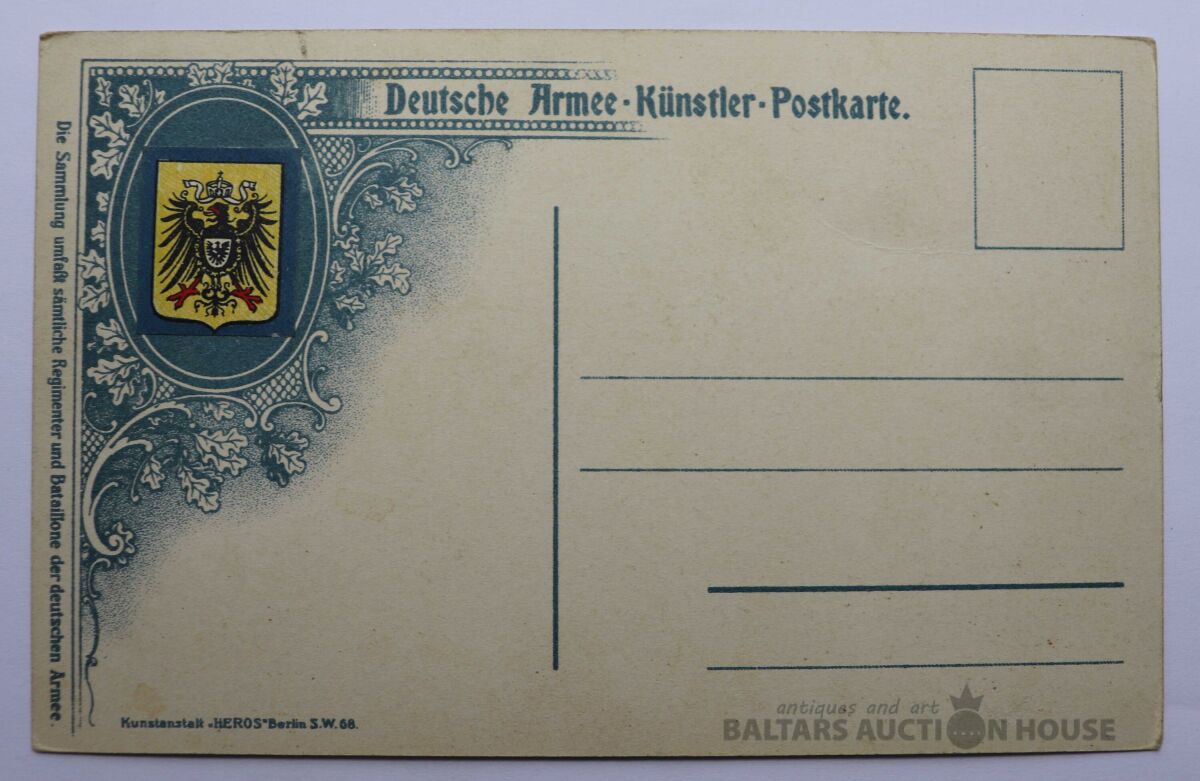 Deutsche Armee-Künstler-Postkarte.
Die Sammlung umfaßt sämtliche Regimenter und Bataillone der deutschen Armee.
Kunstanstalt „HEROS" Berlin S.W. 68.
antiques and art
BALTARS AUCTION HOUSE